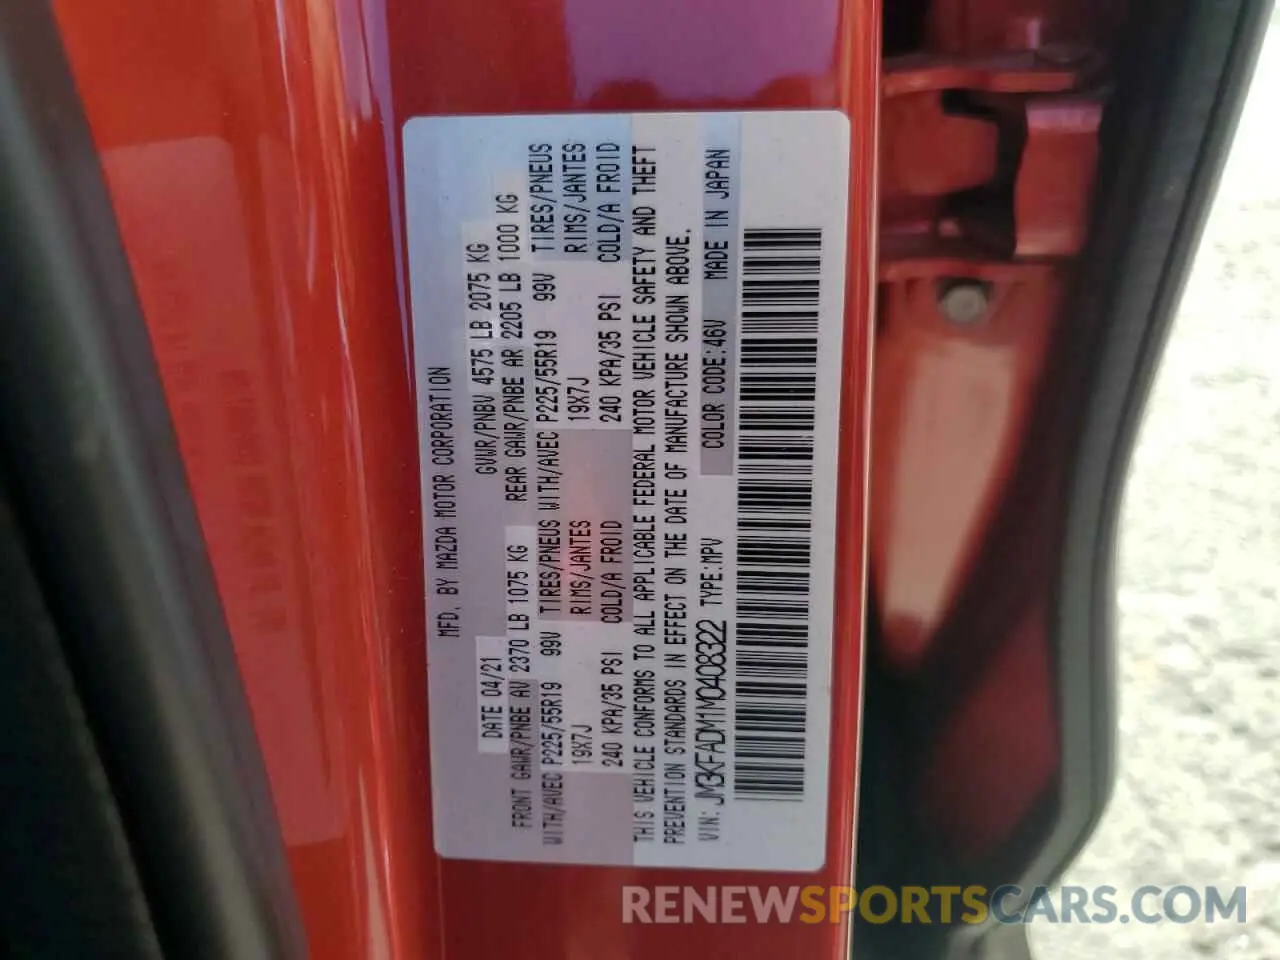 MFD. BY MAZDA MOTOR CORPORATION
DATE 04/21 GVWR/PNBV 4575 LB 2075 KG
FRONT GAWR/PNBE AV 2370 LB 1075 KG REAR GAWR/PNBE AR 2205 LB 1000 KG
WITH/AVEC P225/55R19 99V TIRES/PNEUS WITH/AVEC P225/55R19 99V TIRES/PNEUS
19X7J RIMS/JANTES 19X7J RIMS/JANTES
240 KPA/35 PSI COLD/A FROID 240 KPA/35 PSI COLD/A FROID
THIS VEHICLE CONFORMS TO ALL APPLICABLE FEDERAL MOTOR VEHICLE SAFETY AND THEFT
PREVENTION STANDARDS IN EFFECT ON THE DATE OF MANUFACTURE SHOWN ABOVE.
VIN: JM3KFADM1M0408322 TYPE:MPV COLOR CODE:46V MADE IN JAPAN
RENEWSPORTSCARS.COM